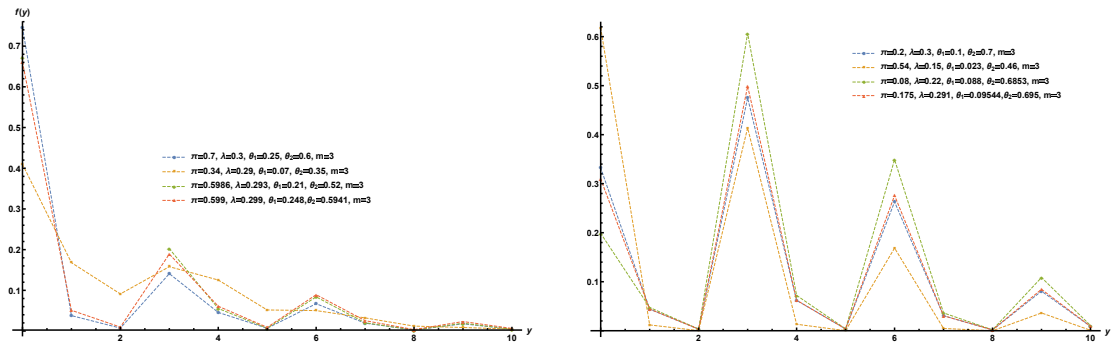 f(y)
0.7
0.6
0.5
0.4
0.3
0.2
0.1
2
4
6
8
10
y
π=0.7, λ=0.3, θ1=0.25, θ2=0.6, m=3
π=0.34, λ=0.29, θ1=0.07, θ2=0.35, m=3
π=0.5986, λ=0.293, θ1=0.21, θ2=0.52, m=3
π=0.599, λ=0.299, θ1=0.248,θ2=0.5941, m=3
0.6
0.5
0.4
0.3
0.2
0.1
2
4
6
8
10
y
π=0.2, λ=0.3, θ1=0.1, θ2=0.7, m=3
π=0.54, λ=0.15, θ1=0.023, θ2=0.46, m=3
π=0.08, λ=0.22, θ1=0.088, θ2=0.6853, m=3
π=0.175, λ=0.291, θ1=0.09544,θ2=0.695, m=3